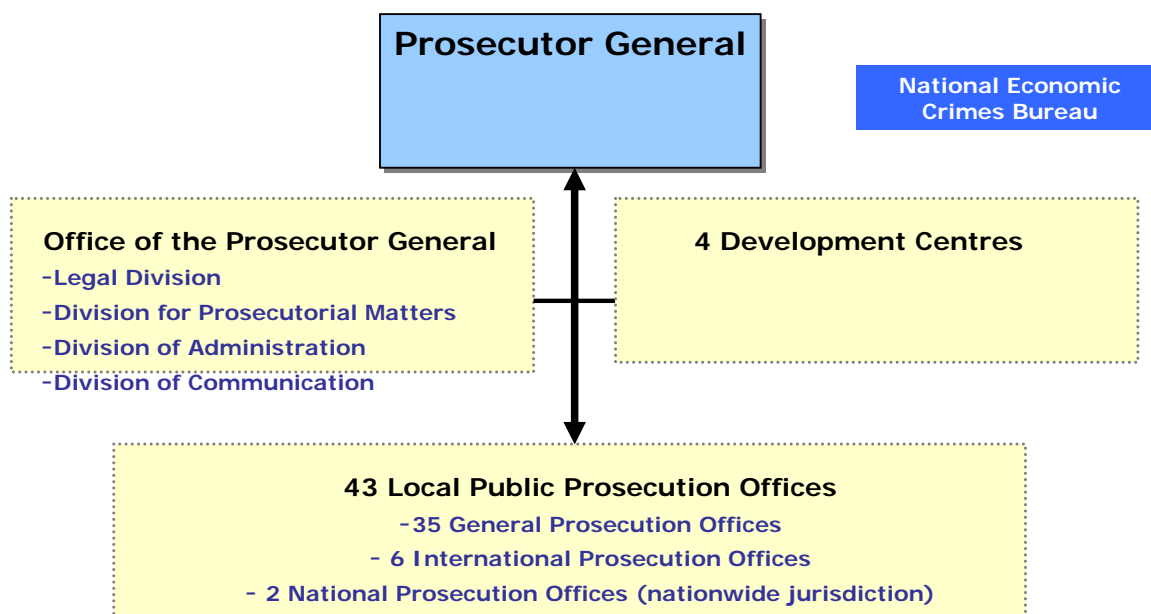 Prosecutor General
National Economic
Crimes Bureau
Office of the Prosecutor General
-Legal Division
-Division for Prosecutorial Matters
-Division of Administration
-Division of Communication
4 Development Centres
43 Local Public Prosecution Offices
-35 General Prosecution Offices
- 6 International Prosecution Offices
- 2 National Prosecution Offices (nationwide jurisdiction)